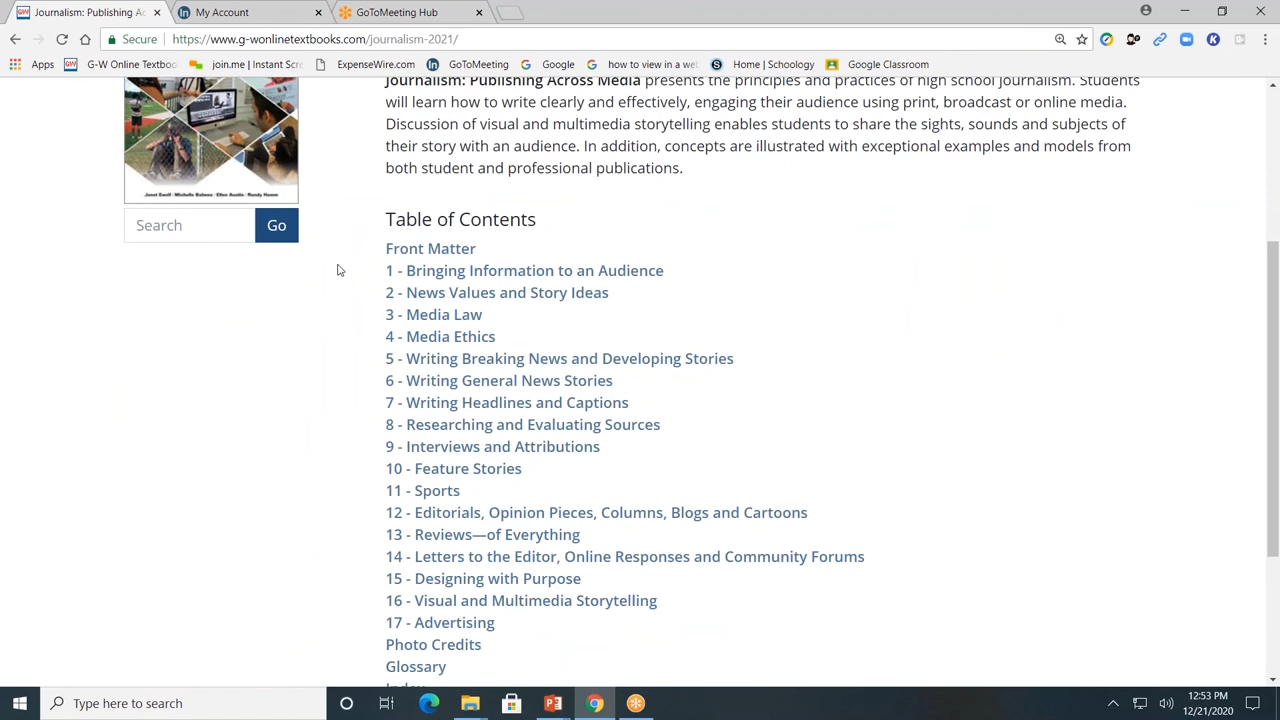 Journalism: Publishing Ac
My Account
GoToMeeting Hub
Secure
https://www.g-wonlinetextbooks.com/journalism-2021/
Apps
G-W Online Textboo
join.me | Instant Scre
ExpenseWire.com
GoToMeeting
Google
how to view in a web
Home | Schoology
Google Classroom
Journalism: Publishing Across Media presents the principles and practices of high school journalism. Students
will learn how to write clearly and effectively, engaging their audience using print, broadcast or online media.
Discussion of visual and multimedia storytelling enables students to share the sights, sounds and subjects of
their story with an audience. In addition, concepts are illustrated with exceptional examples and models from
both student and professional publications.
Search
Go
Table of Contents
Front Matter
1 - Bringing Information to an Audience
2 - News Values and Story Ideas
3 - Media Law
4 - Media Ethics
5 - Writing Breaking News and Developing Stories
6 - Writing General News Stories
7 - Writing Headlines and Captions
8 - Researching and Evaluating Sources
9 - Interviews and Attributions
10 - Feature Stories
11 - Sports
12 - Editorials, Opinion Pieces, Columns, Blogs and Cartoons
13 - Reviews—of Everything
14 - Letters to the Editor, Online Responses and Community Forums
15 - Designing with Purpose
16 - Visual and Multimedia Storytelling
17 - Advertising
Photo Credits
Glossary
Index
Type here to search
12:53 PM
12/21/2020